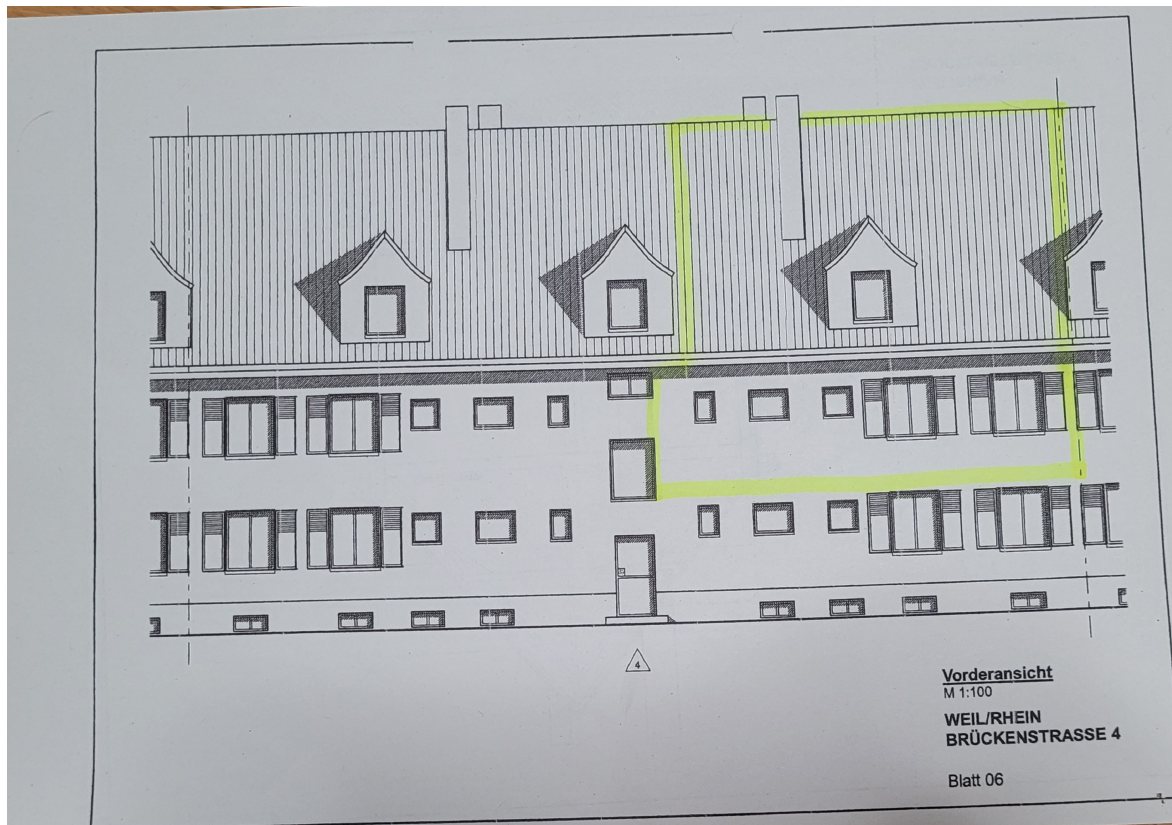 4
Vorderansicht
M 1:100
WEIL/RHEIN
BRÜCKENSTRASSE 4
Blatt 06